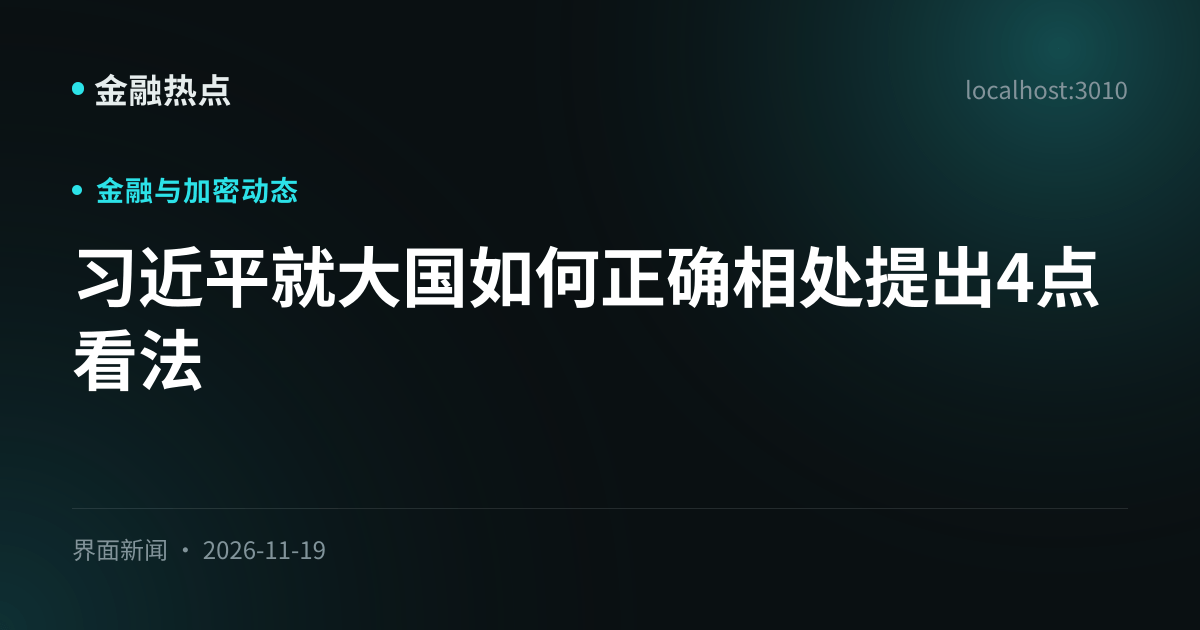 金融热点
localhost:3010
金融与加密动态
习近平就大国如何正确相处提出4点
看法
界面新闻 • 2026-11-19